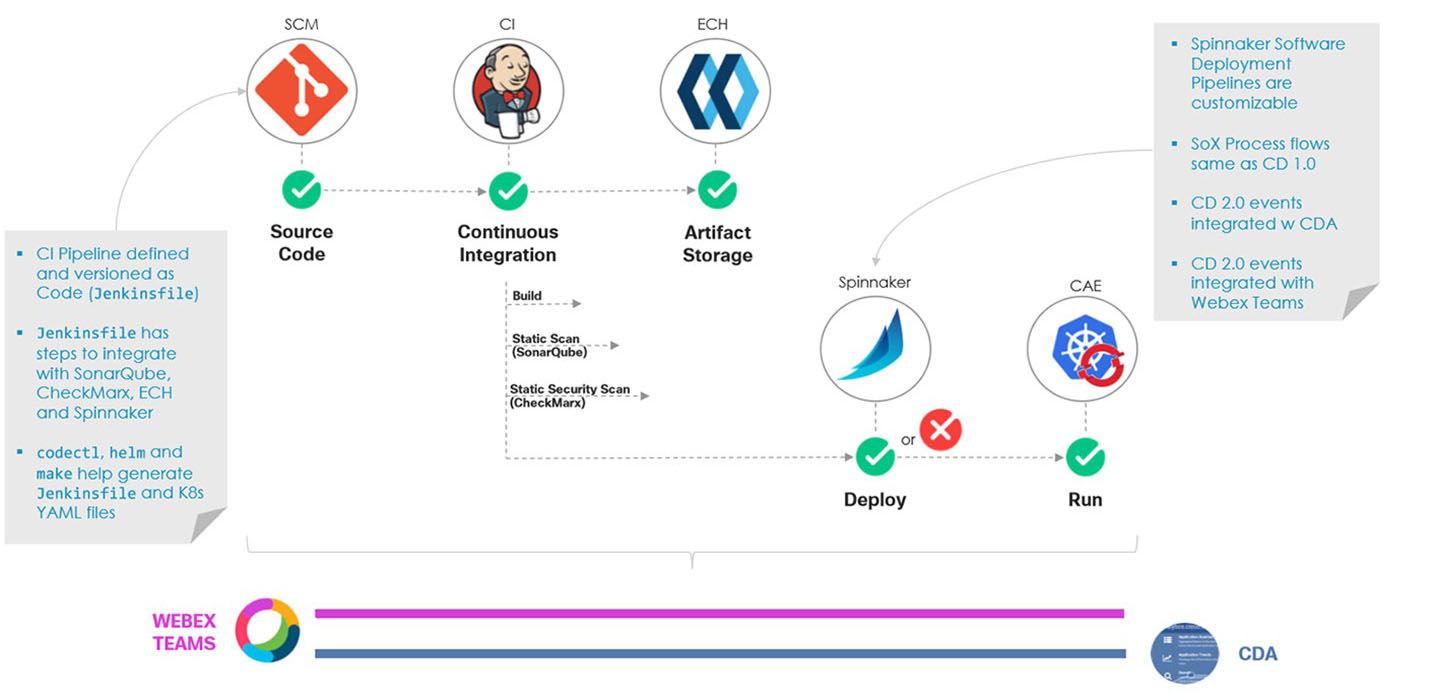 SCM
CI
ECH
Source
Code
Continuous
Integration
Artifact
Storage
▪ Spinnaker Software
Deployment
Pipelines are
customizable
▪ SoX Process flows
same as CD 1.0
▪ CD 2.0 events
integrated w CDA
▪ CD 2.0 events
integrated with
Webex Teams
▪ CI Pipeline defined
and versioned as
Code (Jenkinsfile)
▪ Jenkinsfile has
steps to integrate
with SonarQube,
CheckMarx, ECH
and Spinnaker
▪ codectl, helm and
make help generate
Jenkinsfile and K8s
YAML files
Build
Static Scan
(SonarQube)
Static Security Scan
(CheckMarx)
Spinnaker
CAE
or
Deploy
Run
WEBEX
TEAMS
CDA